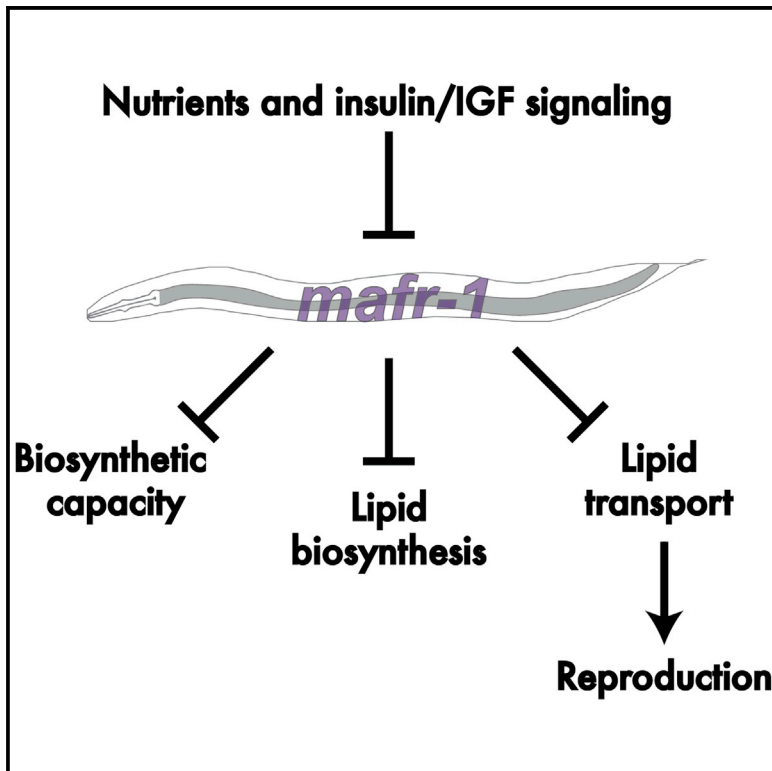 Nutrients and insulin/IGF signaling
mafr-1
Biosynthetic
capacity
Lipid
biosynthesis
Lipid
transport
Reproduction